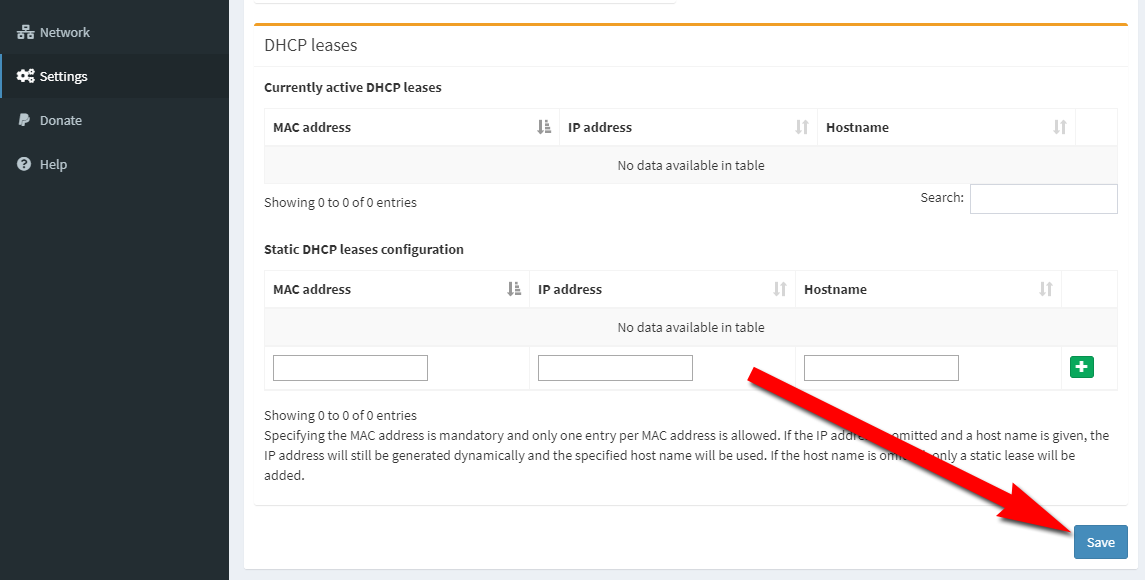 Network
Settings
Donate
Help
DHCP leases
Currently active DHCP leases
MAC address IP address Hostname
No data available in table
Showing 0 to 0 of 0 entries
Search:
Static DHCP leases configuration
MAC address IP address Hostname
No data available in table
Showing 0 to 0 of 0 entries
Specifying the MAC address is mandatory and only one entry per MAC address is allowed. If the IP omitted and a host name is given, the
IP address will still be generated dynamically and the specified host name will be used. If the host name is only a static lease will be
added.
Save